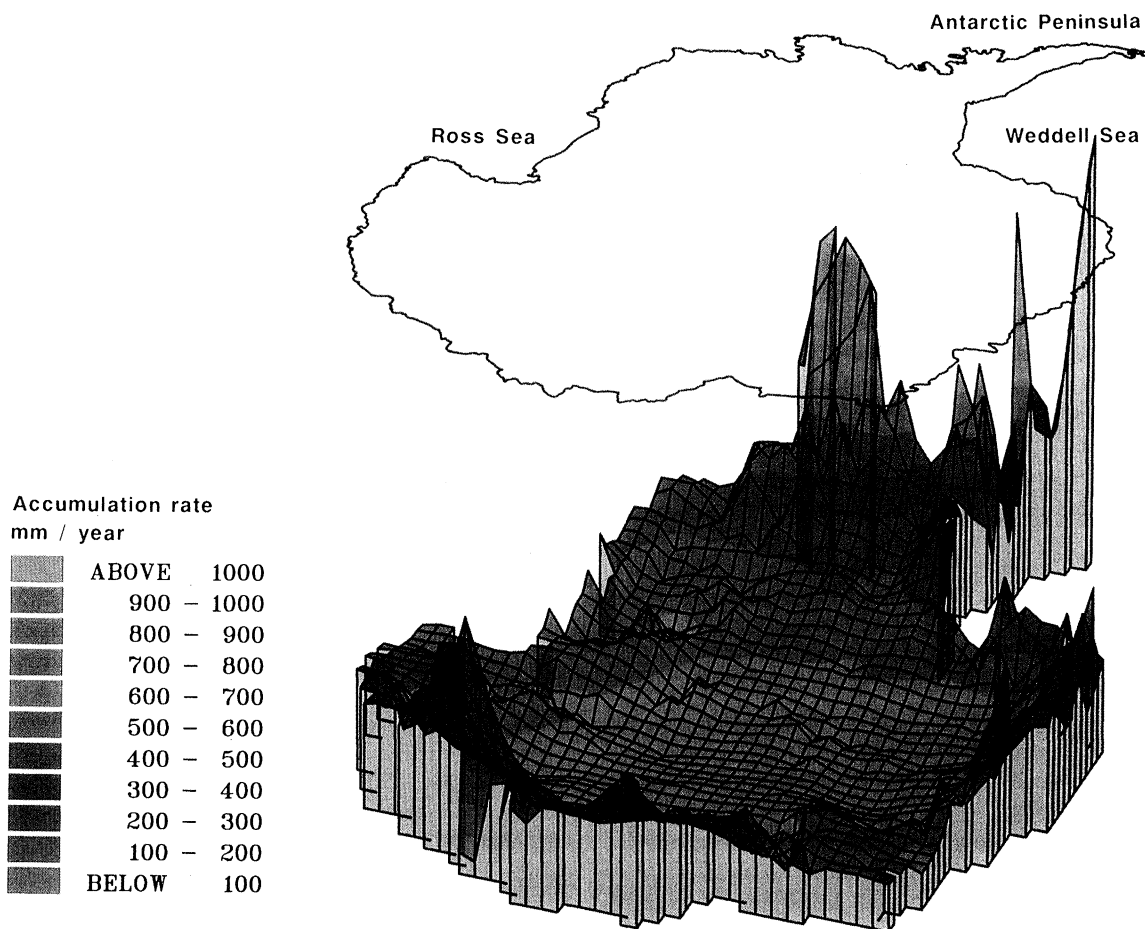 Antarctic Peninsula
Ross Sea
Weddell Sea
Accumulation rate
mm / year
ABOVE 1000
900 - 1000
800 - 900
700 - 800
600 - 700
500 - 600
400 - 500
300 - 400
200 - 300
100 - 200
BELOW 100